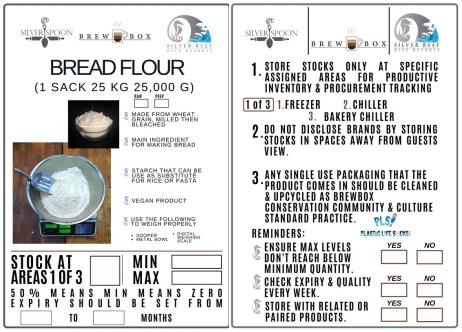 SILVER SPOON
BREW BOX
SILVER REEF
DIVE RESORT
BREAD FLOUR
(1 SACK 25 KG 25,000 G)
RAW PREP
MADE FROM WHEAT
GRAIN, MILLED THEN
BLEACHED
MAIN INGREDIENT
FOR MAKING BREAD
STARCH THAT CAN BE
USE AS SUBSTITUTE
FOR RICE OR PASTA
VEGAN PRODUCT
USE THE FOLLOWING
TO WEIGH PROPERLY
• SCOPER
• METAL BOWL
• DIGITAL
WEIGHING
SCALE
STOCK AT
AREAS 1 OF 3
MIN
MAX
50% MEANS MIN MEANS ZERO
EXPIRY SHOULD BE SET FROM
TO MONTHS
SILVER SPOON
BREW BOX
SILVER REEF
DIVE RESORT
1. STORE STOCKS ONLY AT SPECIFIC
ASSIGNED AREAS FOR PRODUCTIVE
INVENTORY & PROCUREMENT TRACKING
1 of 3 1.FREEZER 2.CHILLER
3. BAKERY CHILLER
2. DO NOT DISCLOSE BRANDS BY STORING
STOCKS IN SPACES AWAY FROM GUESTS
VIEW.
3. ANY SINGLE USE PACKAGING THAT THE
PRODUCT COMES IN SHOULD BE CLEANED
& UPCYCLED AS BREWBOX
CONSERVATION COMMUNITY & CULTURE
STANDARD PRACTICE.
PLS!
PLASTIC LIFE S CKS!
REMINDERS:
YES NO
ENSURE MAX LEVELS
DON'T REACH BELOW
MINIMUM QUANTITY.
YES NO
CHECK EXPIRY & QUALITY
EVERY WEEK.
YES NO
STORE WITH RELATED OR
PAIRED PRODUCTS.